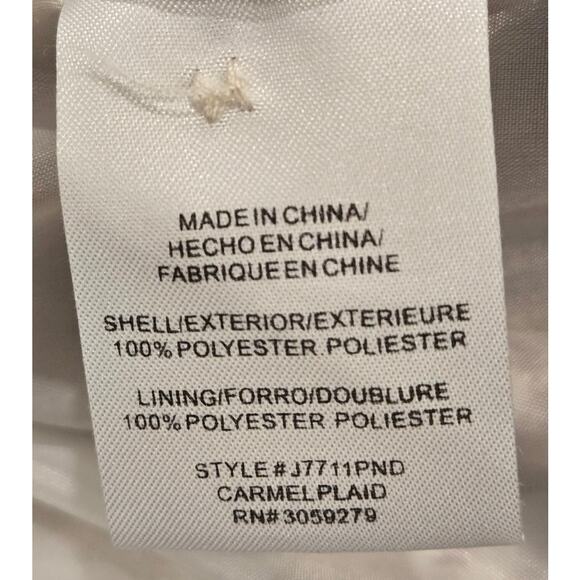 MADE IN CHINA/
HECHO EN CHINA/
FABRIQUE EN CHINE
SHELL/EXTERIOR/EXTERIEURE
100% POLYESTER POLIESTER
LINING/FORRO/DOUBLURE
100% POLYESTER POLIESTER
STYLE # J7711PND
CARMEL PLAID
RN# 3059279